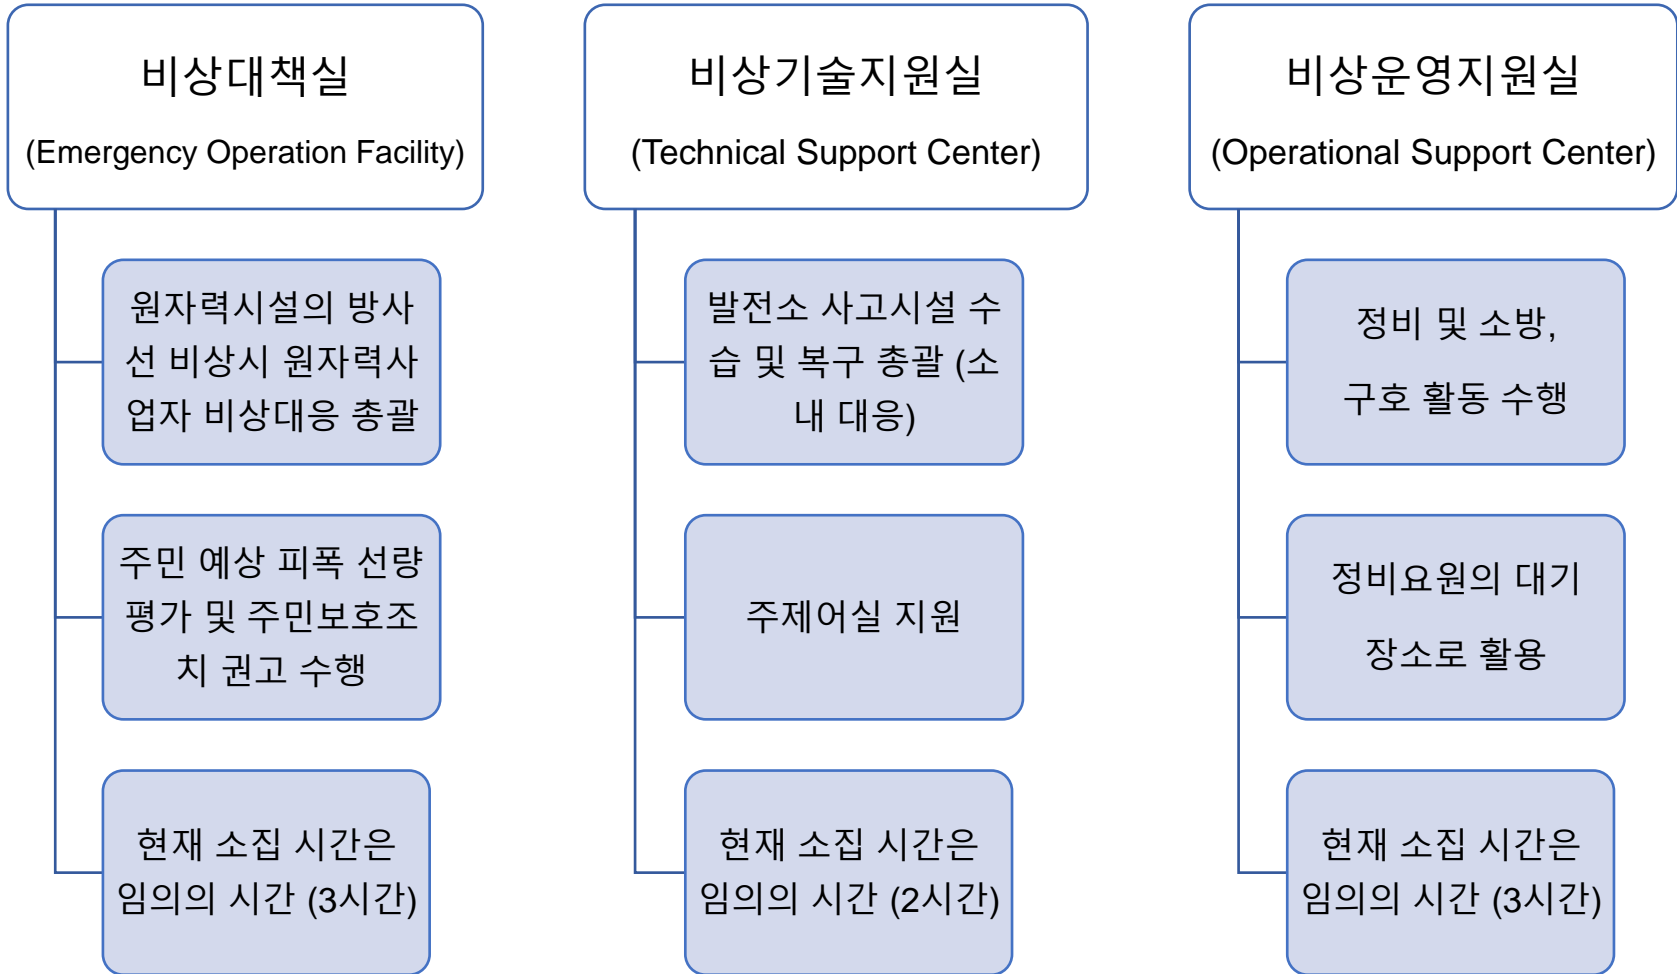 비상대책실
(Emergency Operation Facility)
원자력시설의 방사
선 비상시 원자력사
업자 비상대응 총괄
주민 예상 피폭 선량
평가 및 주민보호조
치 권고 수행
현재 소집 시간은
임의의 시간 (3시간)
비상기술지원실
(Technical Support Center)
발전소 사고시설 수
습 및 복구 총괄 (소
내 대응)
주제어실 지원
현재 소집 시간은
임의의 시간 (2시간)
비상운영지원실
(Operational Support Center)
정비 및 소방,
구호 활동 수행
정비요원의 대기
장소로 활용
현재 소집 시간은
임의의 시간 (3시간)